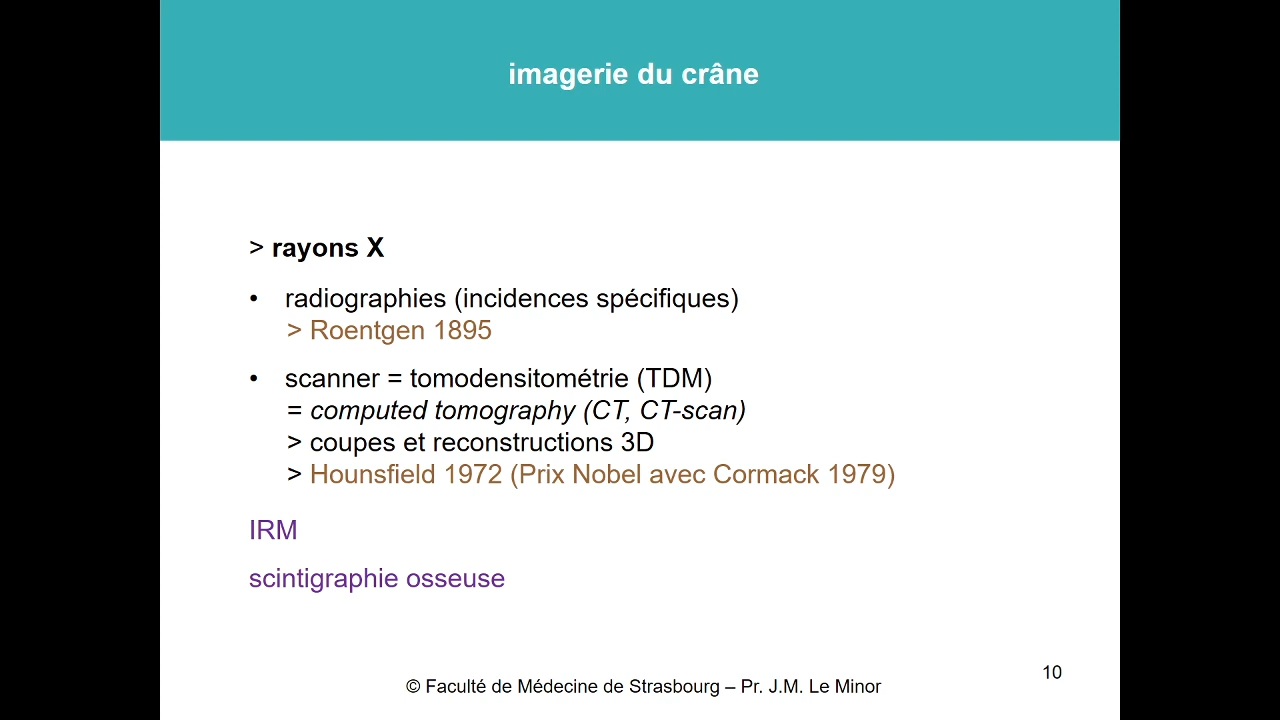 imagerie du crâne
> rayons X
• radiographies (incidences spécifiques)
> Roentgen 1895
• scanner = tomodensitométrie (TDM)
= computed tomography (CT, CT-scan)
> coupes et reconstructions 3D
> Hounsfield 1972 (Prix Nobel avec Cormack 1979)
IRM
scintigraphie osseuse
10
© Faculté de Médecine de Strasbourg – Pr. J.M. Le Minor